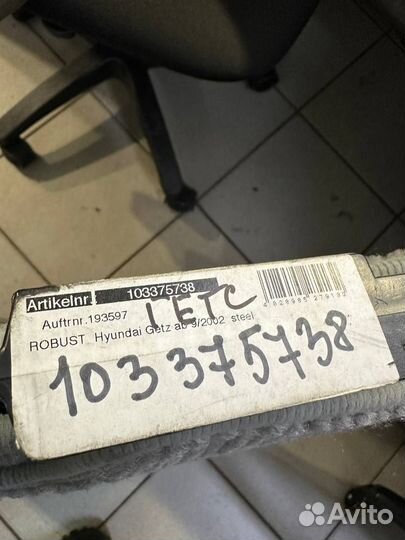 Artikelnr. 103375738
Auftrnr.193597
ГЕТС
ROBUST Hyundai Getz ab 9/2002 steel
103375738
Avito